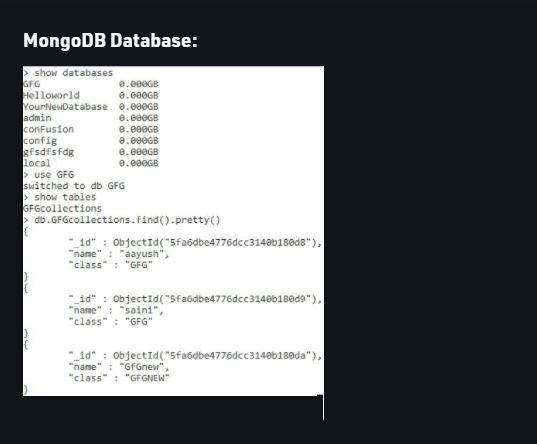 MongoDB Database:
> show databases
GFG 0.000GB
Helloworld 0.000GB
YourNewDatabase 0.000GB
admin 0.000GB
conFusion 0.000GB
config 0.000GB
gfsdfsfdg 0.000GB
local 0.000GB
> use GFG
switched to db GFG
> show tables
GFGcollections
> db.GFGcollections.find().pretty()
{
"_id" : ObjectId("5fa6dbe4776dcc3140b180d8"),
"name" : "aayush",
"class" : "GFG"
}
{
"_id" : ObjectId("5fa6dbe4776dcc3140b180d9"),
"name" : "saini",
"class" : "GFG"
}
{
"_id" : ObjectId("5fa6dbe4776dcc3140b180da"),
"name" : "GfGnew",
"class" : "GFGNEW"
}